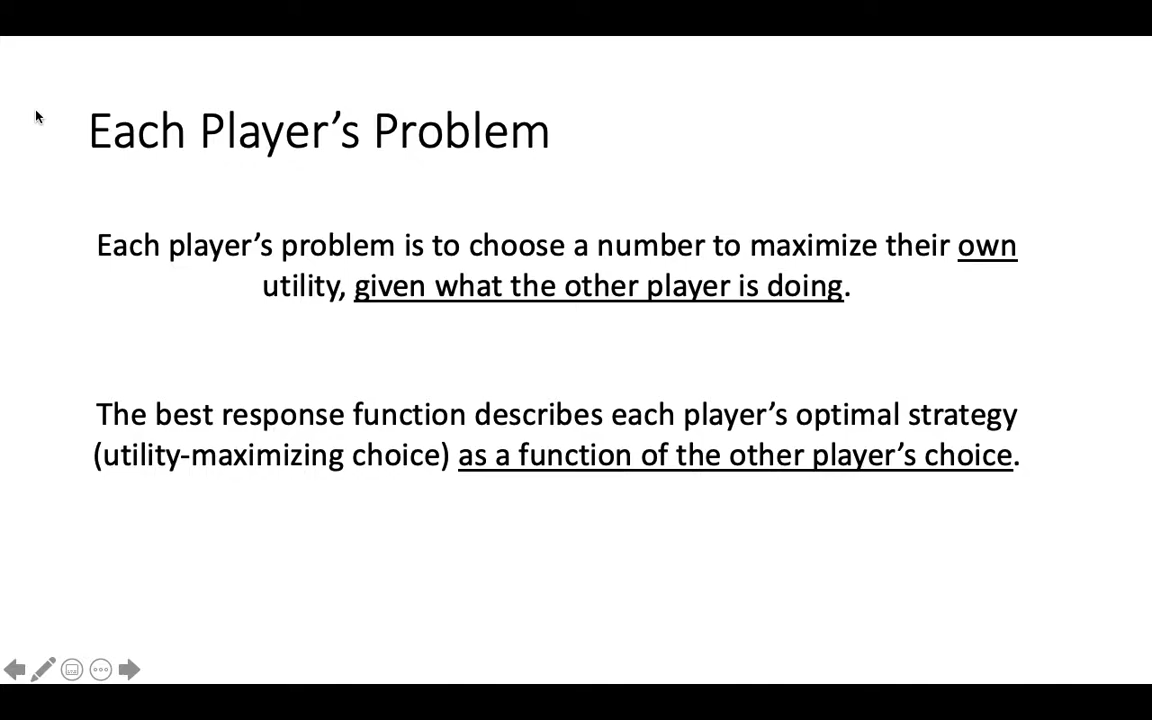 Each Player’s Problem
Each player’s problem is to choose a number to maximize their own
utility, given what the other player is doing.
The best response function describes each player’s optimal strategy
(utility-maximizing choice) as a function of the other player’s choice.